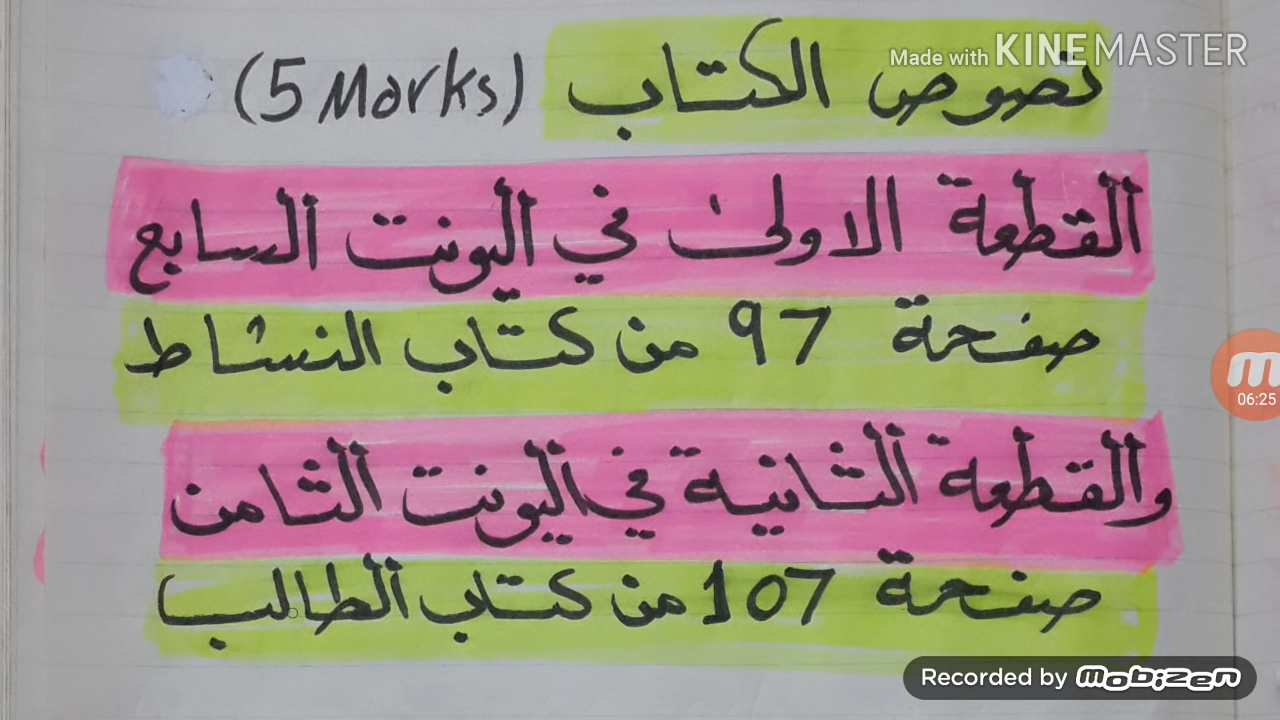 Made with KINEMASTER
نصوص الكتاب (5 Marks)
القطعة الاولى في اليونت السابع
صفحة 97 من كتاب النشاط
والقطعة الثانية في اليونت الثامن
صفحة 107 من كتاب الطالب
06:25
Recorded by mobizen